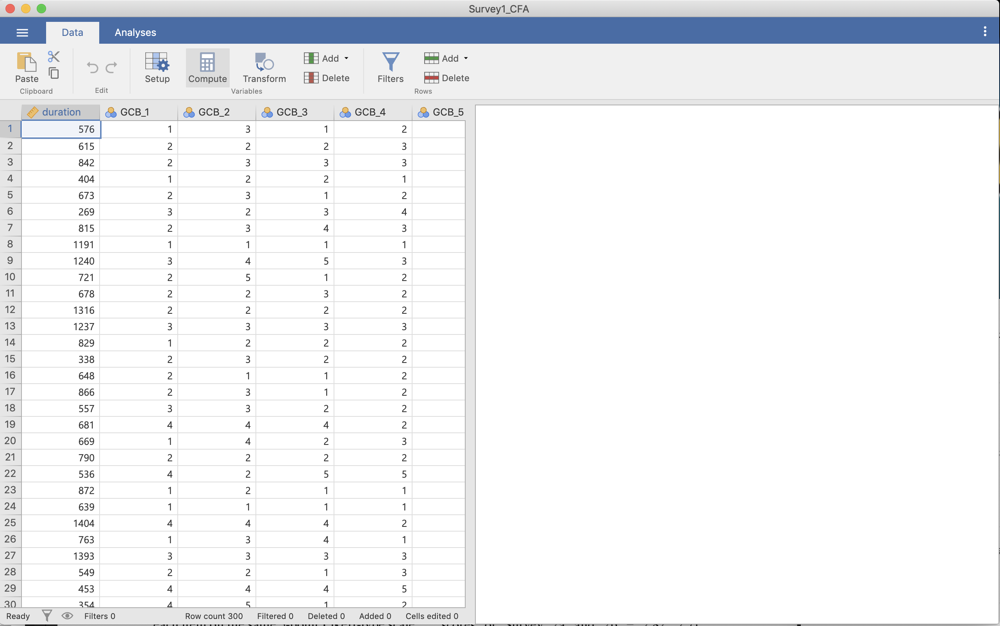 Survey1_CFA
Data Analyses
Paste Setup Compute Transform Add Delete Filters Add Delete
Clipboard Edit Variables Rows
duration GCB_1 GCB_2 GCB_3 GCB_4 GCB_5
1 576 1 3 1 2
2 615 2 2 2 3
3 842 2 3 3 3
4 404 1 2 2 1
5 673 2 3 1 2
6 269 3 2 3 4
7 815 2 3 4 3
8 1191 1 1 1 1
9 1240 3 4 5 3
10 721 2 5 1 2
11 678 2 2 3 2
12 1316 2 2 2 2
13 1237 3 3 3 3
14 829 1 2 2 2
15 338 2 3 2 2
16 648 2 1 1 2
17 866 2 3 1 2
18 557 3 3 2 2
19 681 4 4 4 2
20 669 1 4 2 3
21 790 2 2 2 2
22 536 4 2 5 5
23 872 1 2 1 1
24 639 1 1 1 1
25 1404 4 4 4 2
26 763 1 3 4 1
27 1393 3 3 3 3
28 549 2 2 1 3
29 453 4 4 4 5
30 354 4 5 1 2
Ready Filters 0 Row count 300 Filtered 0 Deleted 0 Added 0 Cells edited 0